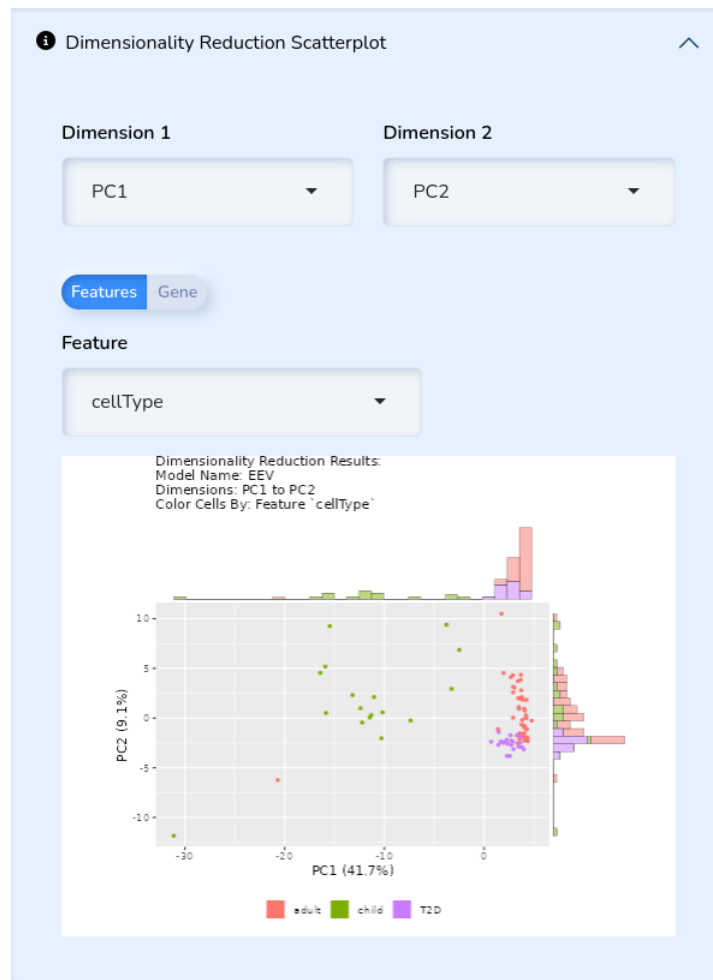 Dimensionality Reduction Scatterplot
Dimension 1
Dimension 2
PC1
PC2
Features
Gene
Feature
cellType
Dimensionality Reduction Results:
Model Name: EEV
Dimensions: PC1 to PC2
Color Cells By: Feature `cellType`
10
5
0
-5
-10
PC2 (9.1%)
-30
-20
-10
0
PC1 (41.7%)
adult
child
T2D